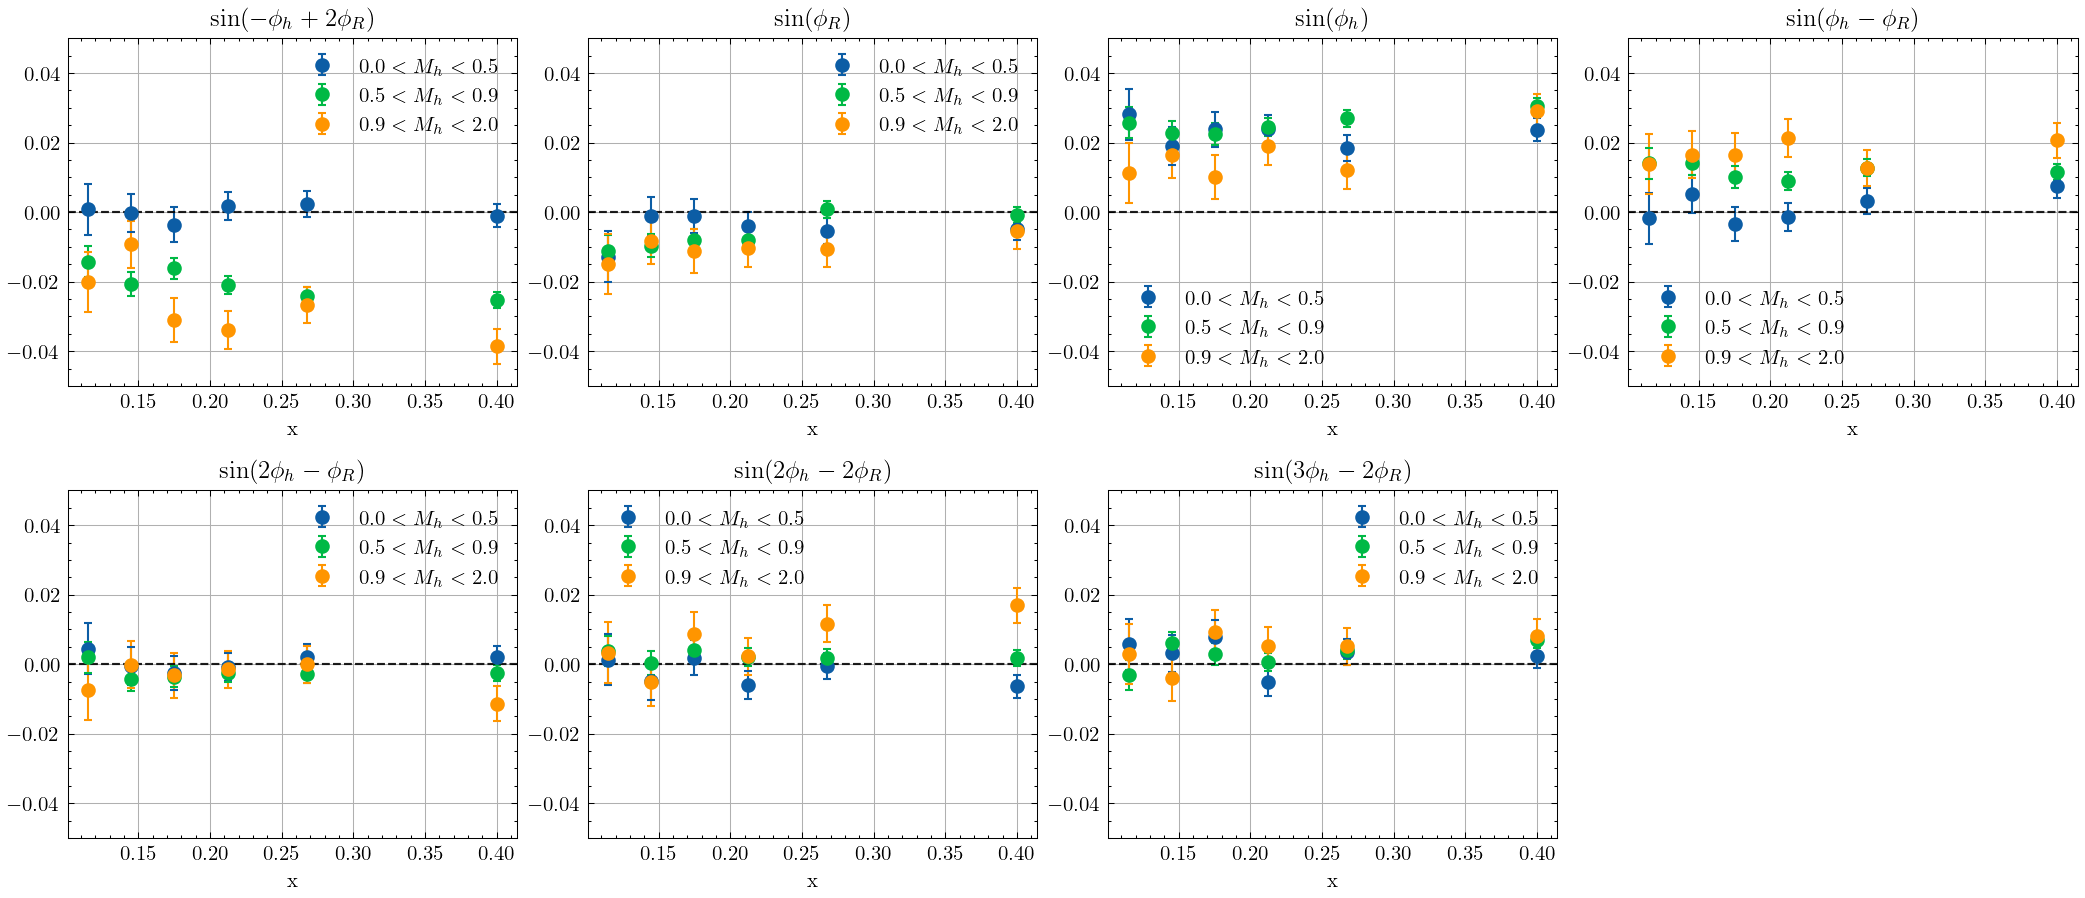 sin(−ϕ_h + 2ϕ_R)
0.04
0.02
0.00
−0.02
−0.04
0.0 < M_h < 0.5
0.5 < M_h < 0.9
0.9 < M_h < 2.0
0.15 0.20 0.25 0.30 0.35 0.40
x
sin(ϕ_R)
0.04
0.02
0.00
−0.02
−0.04
0.0 < M_h < 0.5
0.5 < M_h < 0.9
0.9 < M_h < 2.0
0.15 0.20 0.25 0.30 0.35 0.40
x
sin(ϕ_h)
0.04
0.02
0.00
−0.02
−0.04
0.0 < M_h < 0.5
0.5 < M_h < 0.9
0.9 < M_h < 2.0
0.15 0.20 0.25 0.30 0.35 0.40
x
sin(ϕ_h − ϕ_R)
0.04
0.02
0.00
−0.02
−0.04
0.0 < M_h < 0.5
0.5 < M_h < 0.9
0.9 < M_h < 2.0
0.15 0.20 0.25 0.30 0.35 0.40
x
sin(2ϕ_h − ϕ_R)
0.04
0.02
0.00
−0.02
−0.04
0.0 < M_h < 0.5
0.5 < M_h < 0.9
0.9 < M_h < 2.0
0.15 0.20 0.25 0.30 0.35 0.40
x
sin(2ϕ_h − 2ϕ_R)
0.04
0.02
0.00
−0.02
−0.04
0.0 < M_h < 0.5
0.5 < M_h < 0.9
0.9 < M_h < 2.0
0.15 0.20 0.25 0.30 0.35 0.40
x
sin(3ϕ_h − 2ϕ_R)
0.04
0.02
0.00
−0.02
−0.04
0.0 < M_h < 0.5
0.5 < M_h < 0.9
0.9 < M_h < 2.0
0.15 0.20 0.25 0.30 0.35 0.40
x